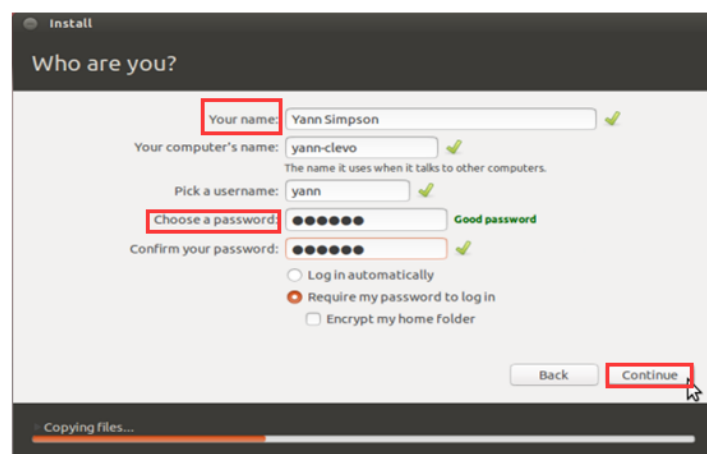 Install
Who are you?
Your name: Yann Simpson
Your computer's name: yann-clevo
The name it uses when it talks to other computers.
Pick a username: yann
Choose a password: ●●●●●● Good password
Confirm your password: ●●●●●●
Log in automatically
Require my password to log in
Encrypt my home folder
Back Continue
Copying files...